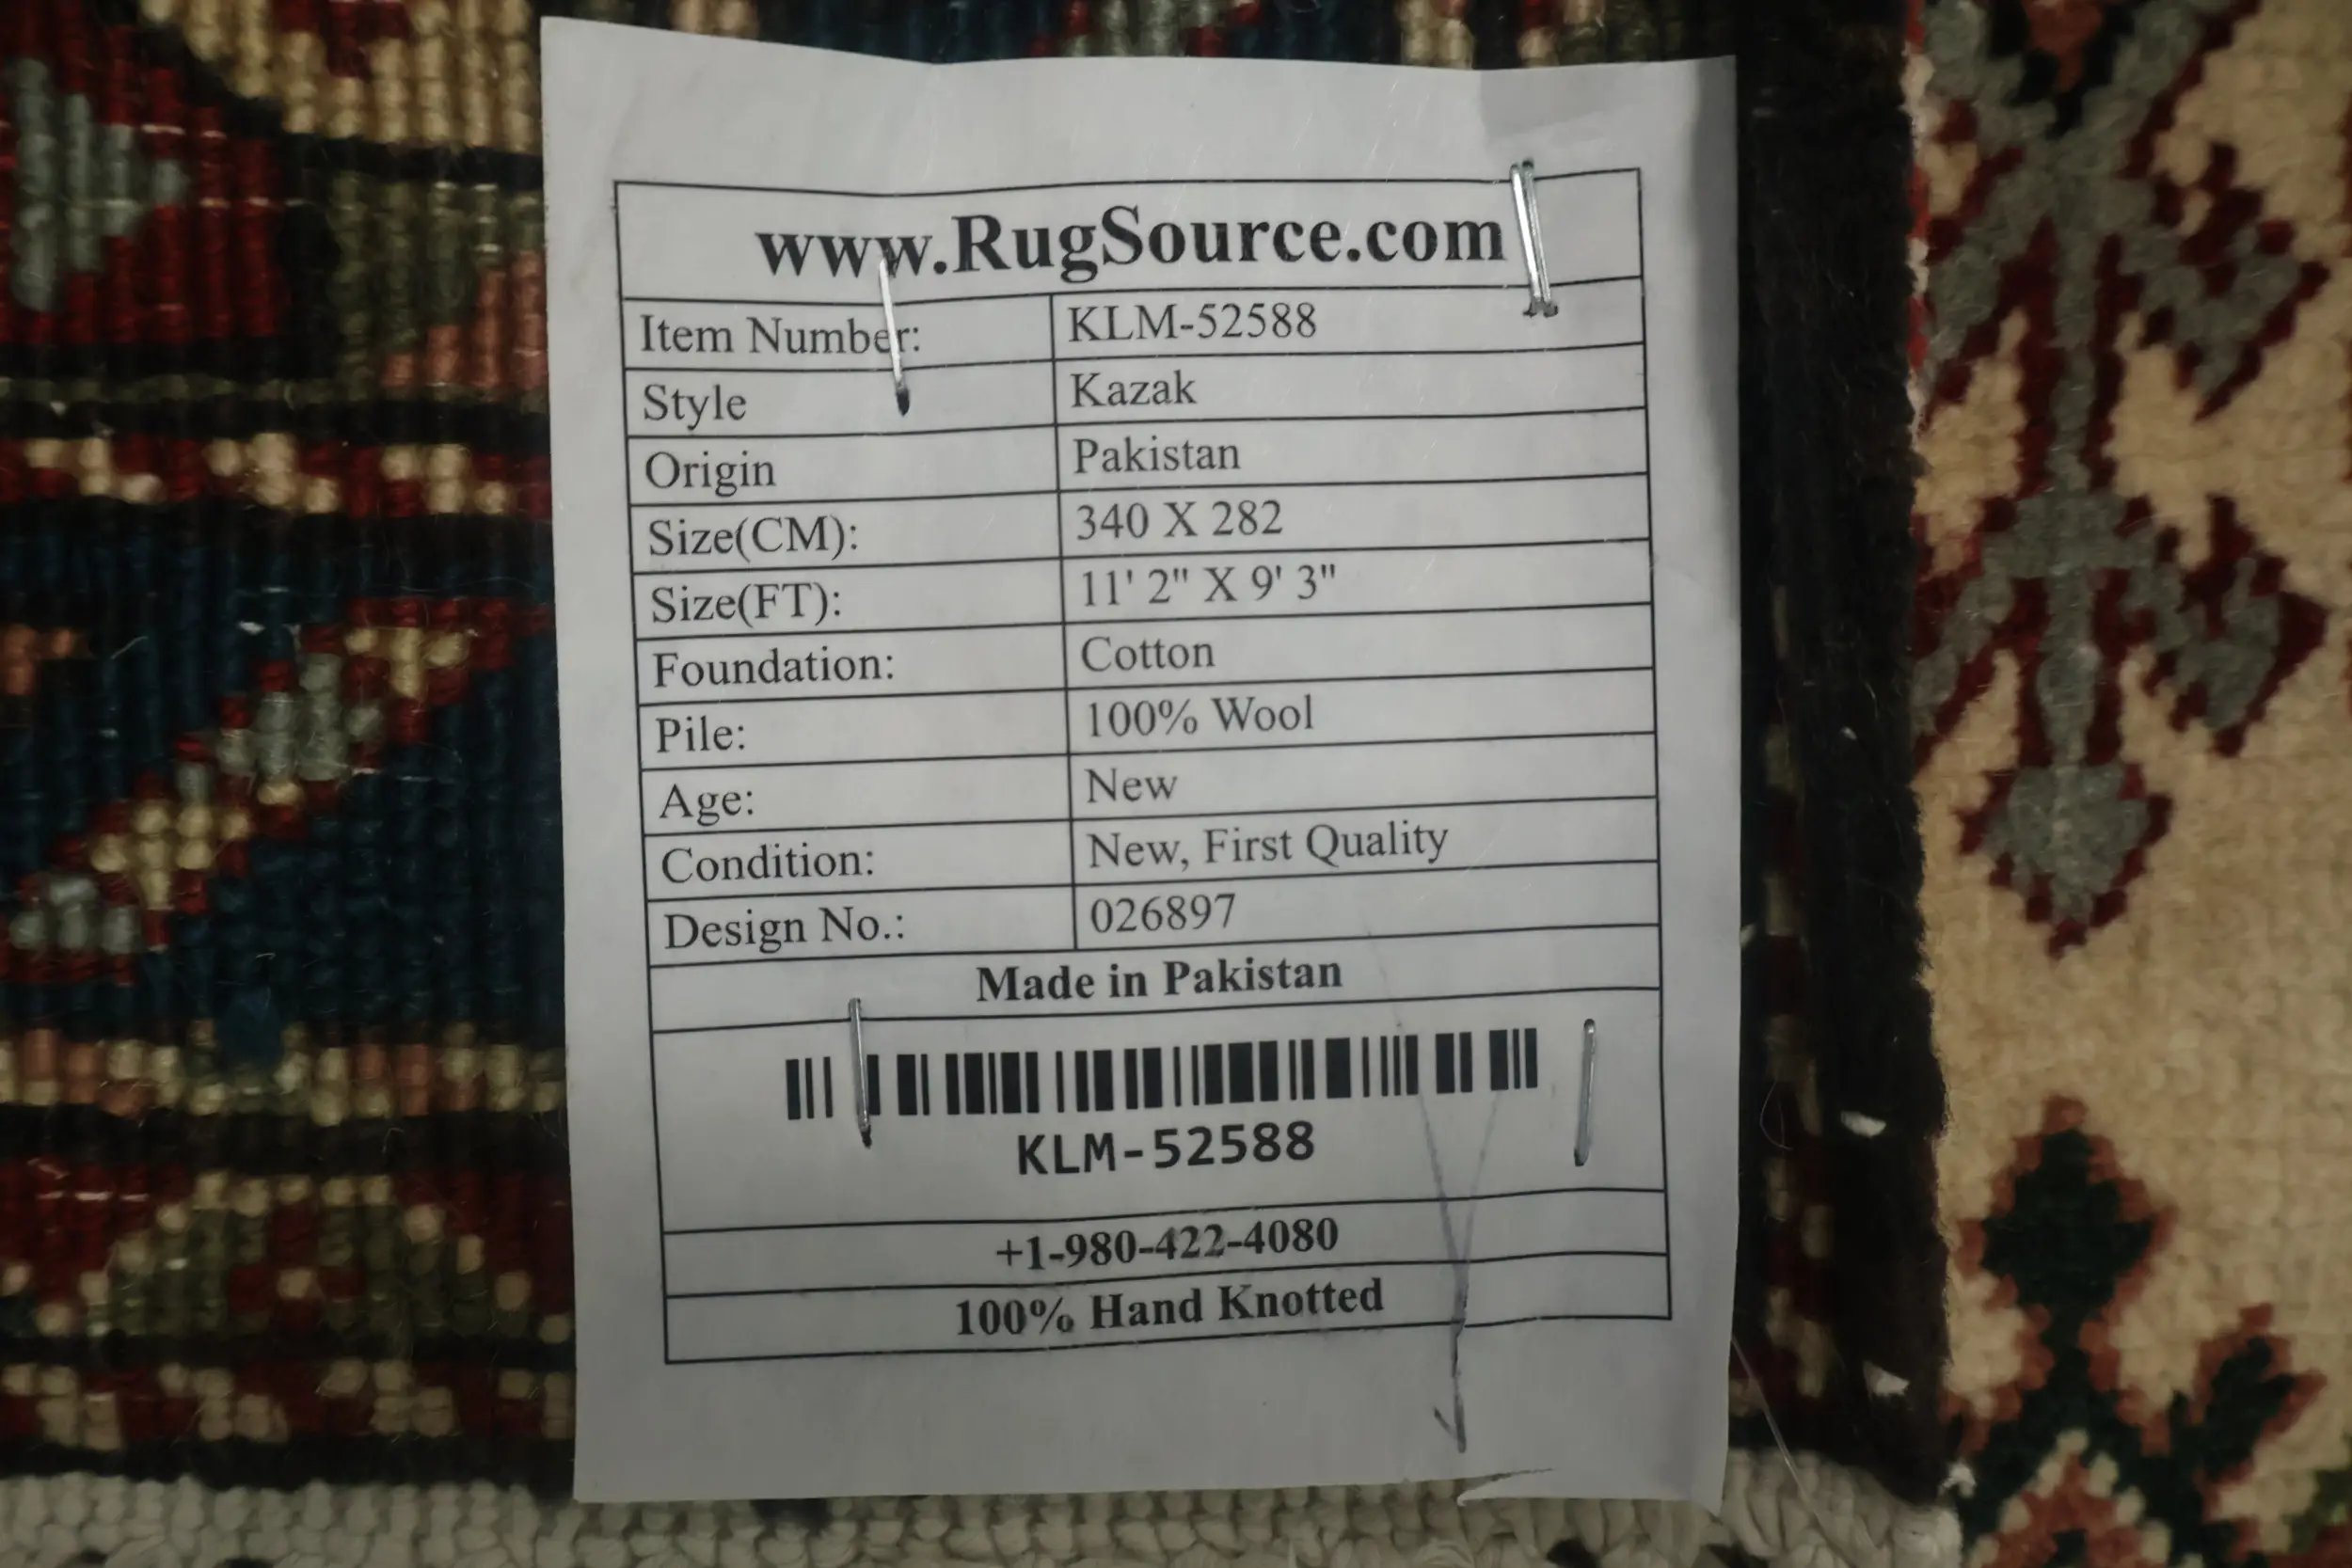 www.RugSource.com
Item Number: KLM-52588
Style Kazak
Origin Pakistan
Size(CM): 340 X 282
Size(FT): 11' 2" X 9' 3"
Foundation: Cotton
Pile: 100% Wool
Age: New
Condition: New, First Quality
Design No.: 026897
Made in Pakistan
KLM-52588
+1-980-422-4080
100% Hand Knotted